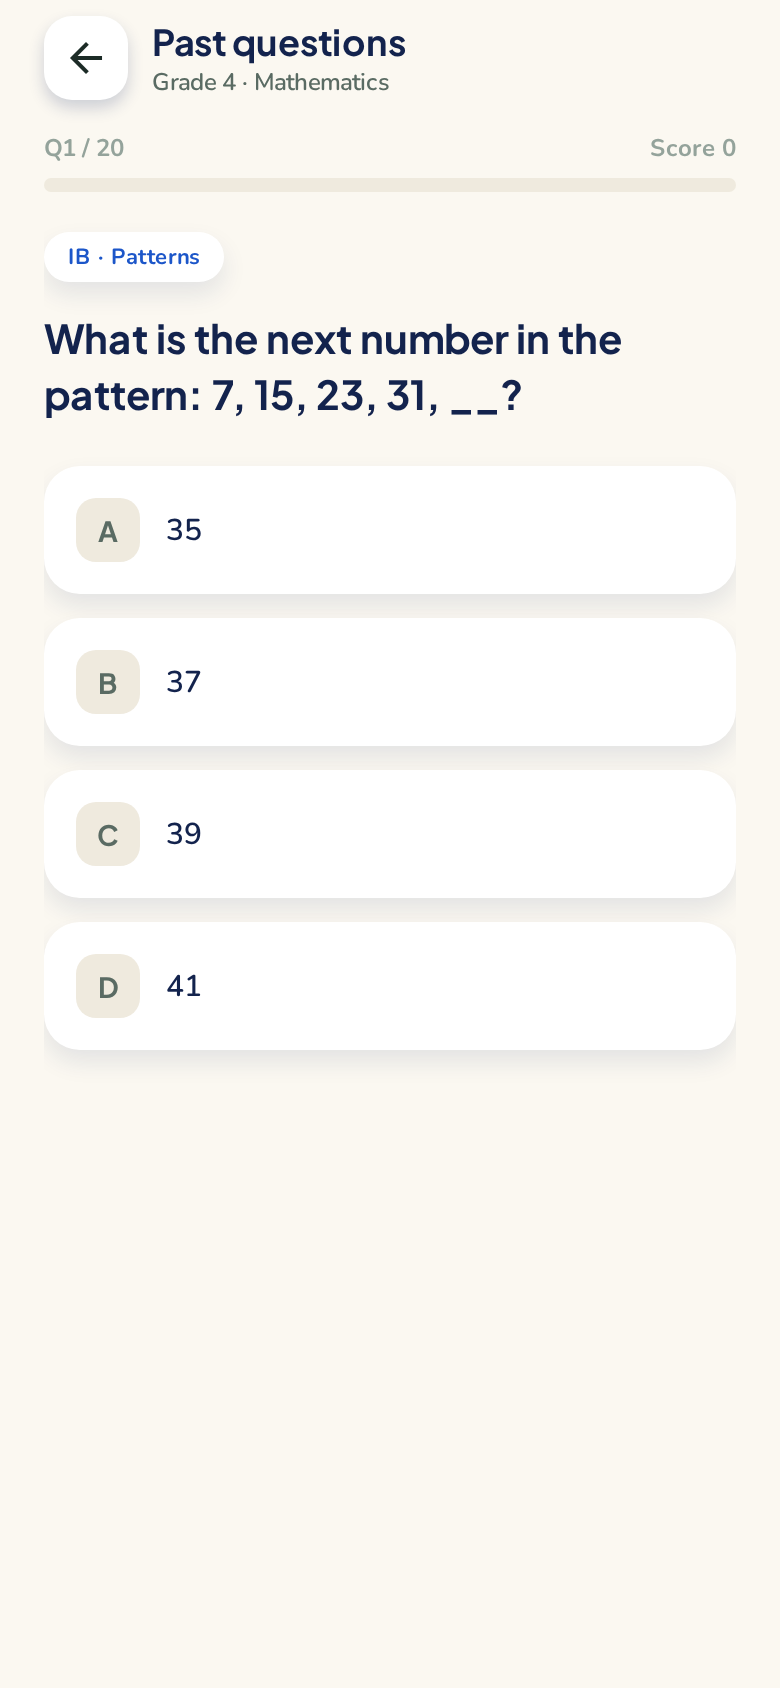 Past questions
Grade 4 · Mathematics
Q1 / 20
Score 0
IB · Patterns
What is the next number in the
pattern: 7, 15, 23, 31, __?
A 35
B 37
C 39
D 41